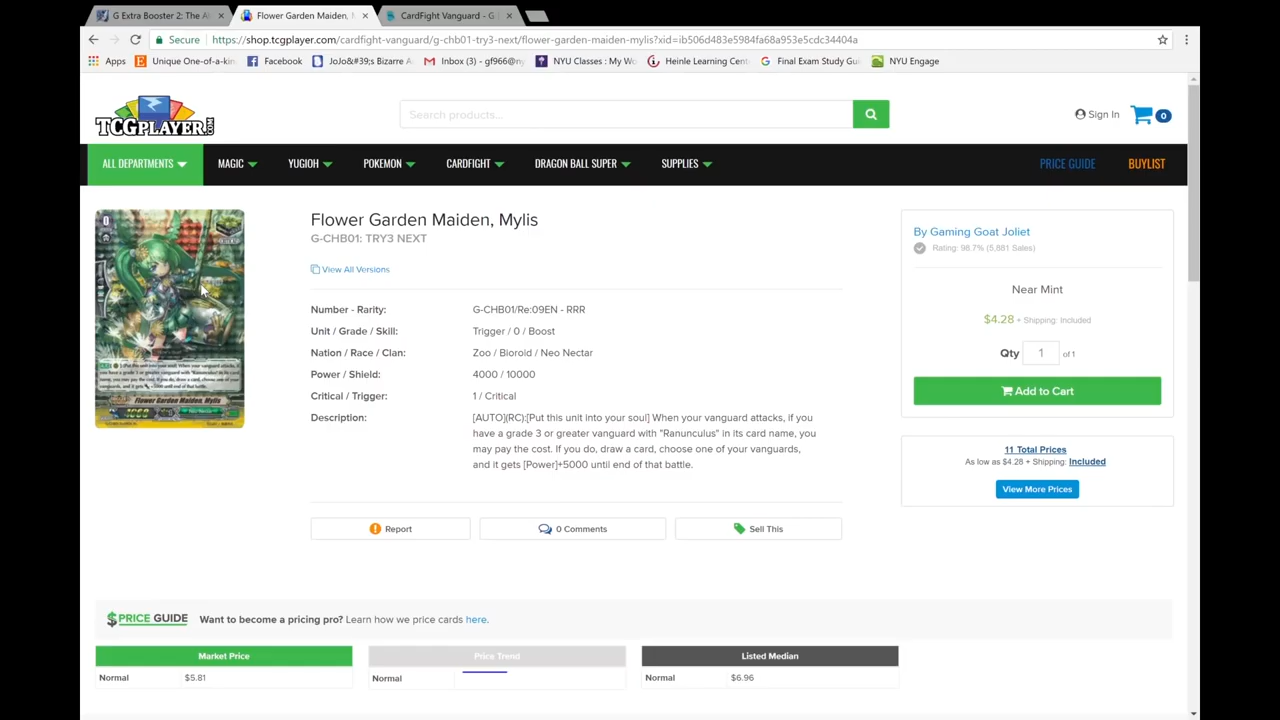 G Extra Booster 2: The Al
Flower Garden Maiden, M
CardFight Vanguard - G
Secure
https://shop.tcgplayer.com/cardfight-vanguard/g-chb01-try3-next/flower-garden-maiden-mylis?xid=ib506d483e5984fa68a953e5cdc34404a
Apps
Unique One-of-a-kin
Facebook
JoJo&#39;s Bizarre A
Inbox (3) - gf966@ny
NYU Classes : My Wo
Heinle Learning Cent
Final Exam Study Gui
NYU Engage
TCGPLAYER.COM
Search products...
Sign In
0
ALL DEPARTMENTS
MAGIC
YUGIOH
POKEMON
CARDFIGHT
DRAGON BALL SUPER
SUPPLIES
PRICE GUIDE
BUYLIST
Flower Garden Maiden, Mylis
G-CHB01: TRY3 NEXT
View All Versions
Number - Rarity: G-CHB01/Re:09EN - RRR
Unit / Grade / Skill: Trigger / 0 / Boost
Nation / Race / Clan: Zoo / Bioroid / Neo Nectar
Power / Shield: 4000 / 10000
Critical / Trigger: 1 / Critical
Description: [AUTO](RC):[Put this unit into your soul] When your vanguard attacks, if you
have a grade 3 or greater vanguard with "Ranunculus" in its card name, you
may pay the cost. If you do, draw a card, choose one of your vanguards,
and it gets [Power]+5000 until end of that battle.
Report
0 Comments
Sell This
By Gaming Goat Joliet
Rating: 98.7% (5,881 Sales)
Near Mint
$4.28 + Shipping: Included
Qty 1 of 1
Add to Cart
11 Total Prices
As low as $4.28 + Shipping: Included
View More Prices
0
Flower Garden Maiden, Mylis
PRICE GUIDE
Want to become a pricing pro? Learn how we price cards here.
Market Price
Normal $5.81
Price Trend
Normal
Listed Median
Normal $6.96